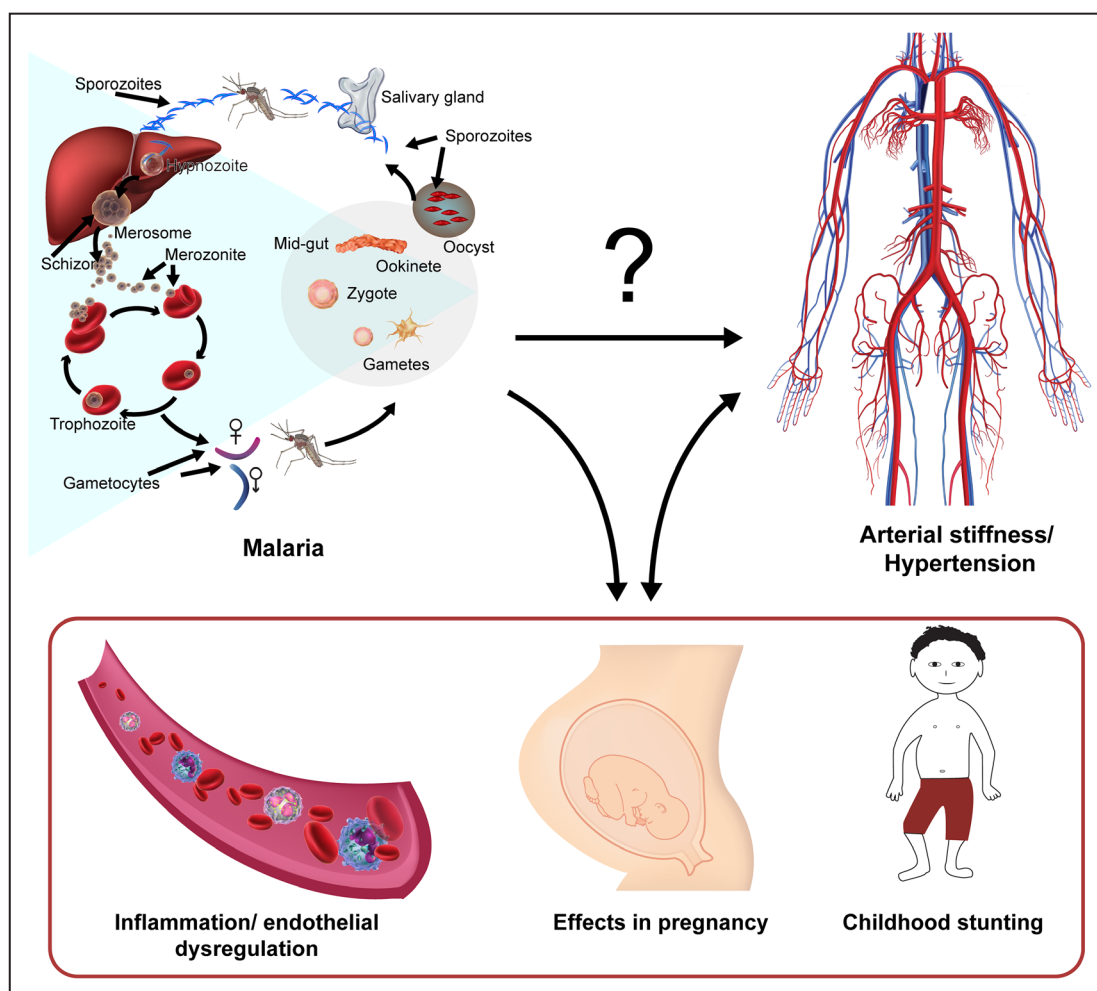 Sporozoites
Salivary gland
Sporozoites
Hypnozoite
Merosome
Schizon
Merozonite
Oocyst
Mid-gut
Ookinete
Zygote
Gametes
Trophozoite
Gametocytes
Malaria
?
Arterial stiffness/
Hypertension
Inflammation/ endothelial
dysregulation
Effects in pregnancy
Childhood stunting